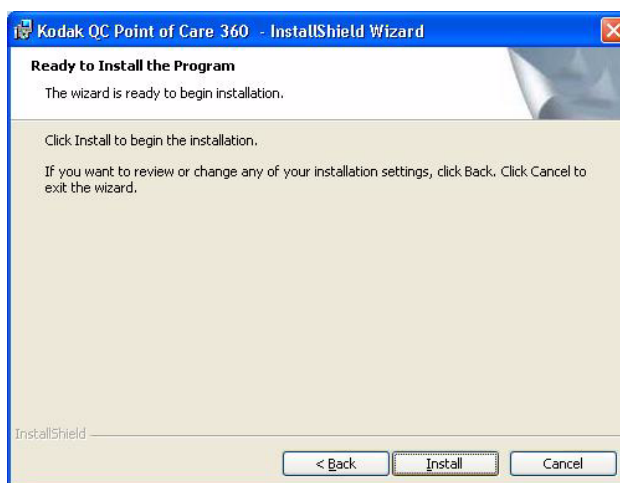 Kodak QC Point of Care 360 - InstallShield Wizard
Ready to Install the Program
The wizard is ready to begin installation.
Click Install to begin the installation.
If you want to review or change any of your installation settings, click Back. Click Cancel to
exit the wizard.
InstallShield
< Back Install Cancel